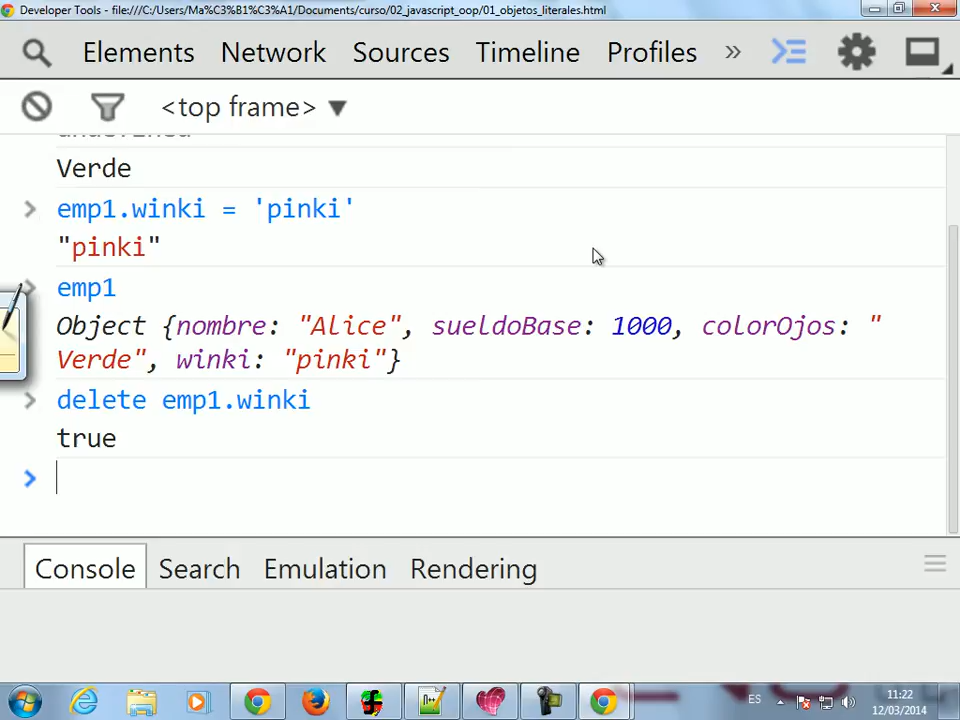 Developer Tools - file:///C:/Users/Ma%C3%B1%C3%A1/Documents/curso/02_javascript_oop/01_objetos_literales.html
Elements Network Sources Timeline Profiles »
<top frame> ▼
undefined
Verde
> emp1.winki = 'pinki'
"pinki"
> emp1
Object {nombre: "Alice", sueldoBase: 1000, colorOjos: "
Verde", winki: "pinki"}
> delete emp1.winki
true
>
Console Search Emulation Rendering
ES
11:22
12/03/2014